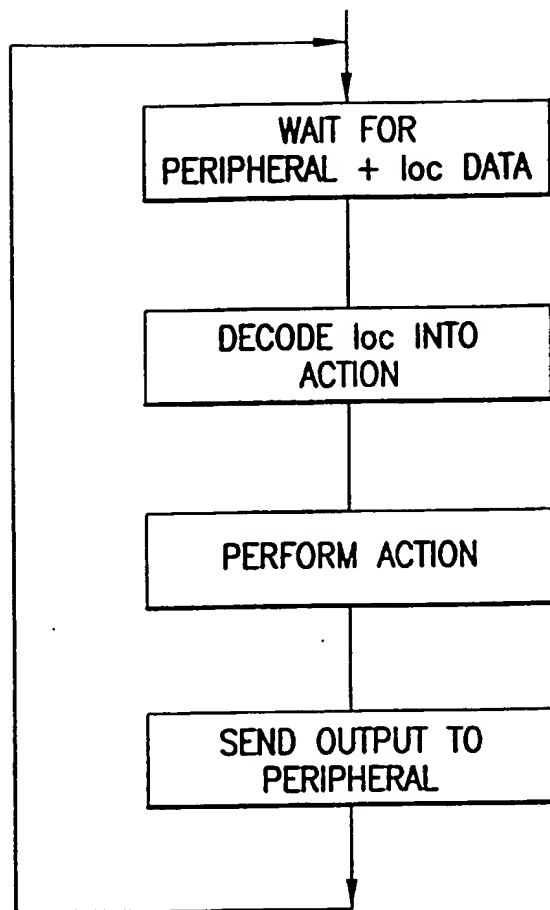 WAIT FOR
PERIPHERAL + loc DATA
DECODE loc INTO
ACTION
PERFORM ACTION
SEND OUTPUT TO
PERIPHERAL